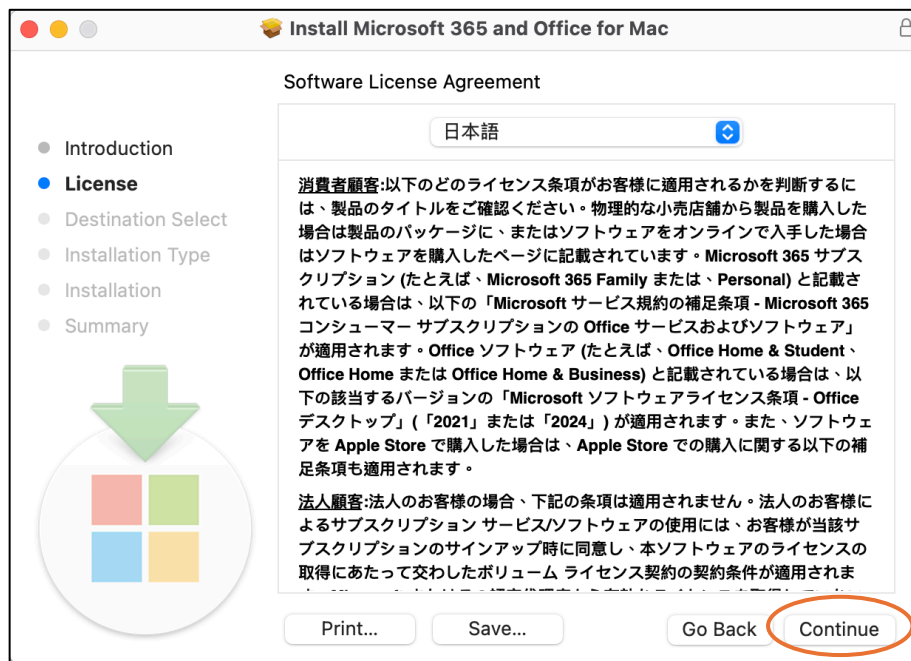 Install Microsoft 365 and Office for Mac
Software License Agreement
Introduction
License
Destination Select
Installation Type
Installation
Summary
日本語
消費者顧客:以下のどのライセンス条項がお客様に適用されるかを判断するに
は、製品のタイトルをご確認ください。物理的な小売店舗から製品を購入した
場合は製品のパッケージに、またはソフトウェアをオンラインで入手した場合
はソフトウェアを購入したページに記載されています。Microsoft 365 サブス
クリプション (たとえば、Microsoft 365 Family または、Personal) と記載さ
れている場合は、以下の「Microsoft サービス規約の補足条項 - Microsoft 365
コンシューマー サブスクリプションの Office サービスおよびソフトウェア」
が適用されます。Office ソフトウェア (たとえば、Office Home & Student、
Office Home または Office Home & Business) と記載されている場合は、以
下の該当するバージョンの「Microsoft ソフトウェアライセンス条項 - Office
デスクトップ」(「2021」または「2024」) が適用されます。また、ソフトウェ
アを Apple Store で購入した場合は、Apple Store での購入に関する以下の補
足条項も適用されます。
法人顧客:法人のお客様の場合、下記の条項は適用されません。法人のお客様に
よるサブスクリプション サービス/ソフトウェアの使用には、お客様が当該サ
ブスクリプションのサインアップ時に同意し、本ソフトウェアのライセンスの
取得にあたって交わしたボリューム ライセンス契約の契約条件が適用されま
Print...
Save...
Go Back
Continue